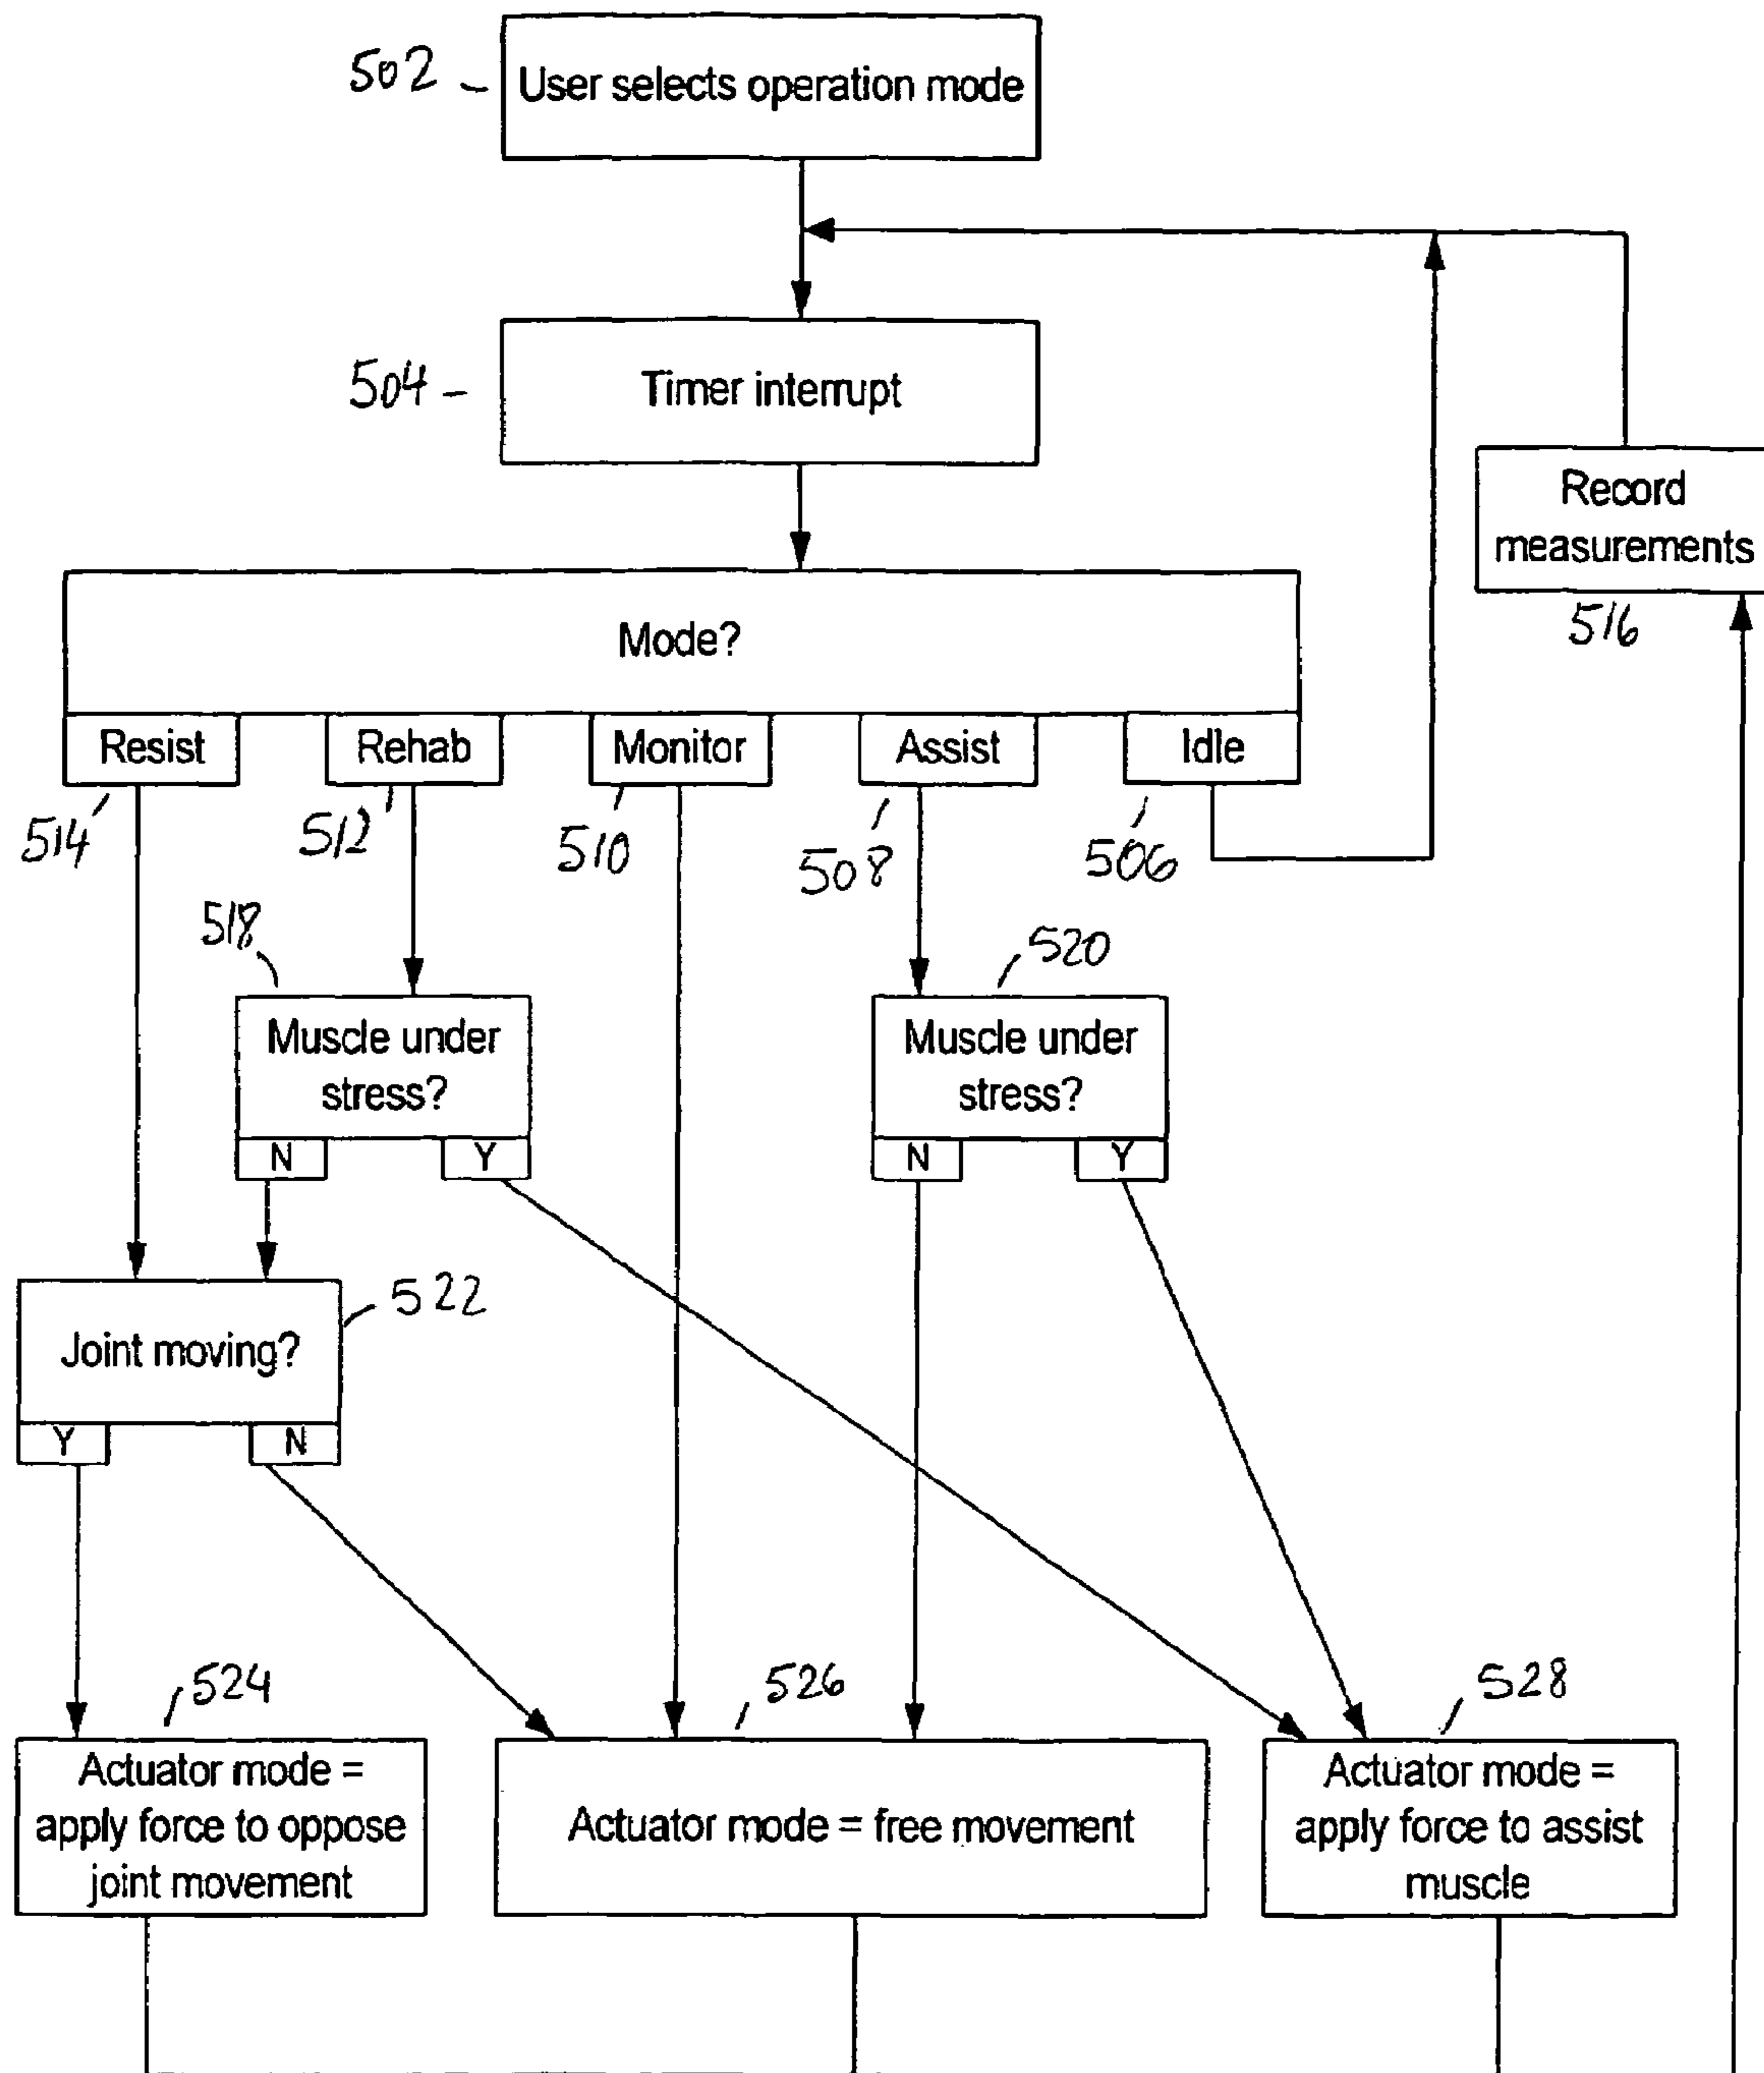 502
User selects operation mode
504
Timer interrupt
Record
measurements
516
Mode?
Resist
Rehab
Monitor
Assist
Idle
514
512
510
508
506
518
520
Muscle under
stress?
N
Y
Muscle under
stress?
N
Y
522
Joint moving?
Y
N
524
526
528
Actuator mode =
apply force to oppose
joint movement
Actuator mode = free movement
Actuator mode =
apply force to assist
muscle